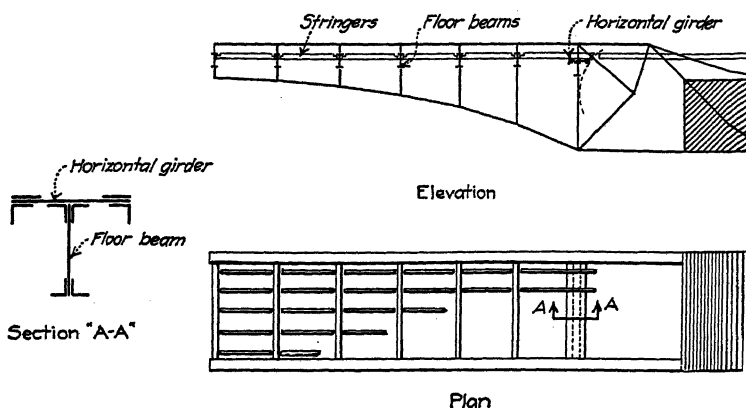 Stringers
Floor beams
Horizontal girder
Elevation
Horizontal girder
Floor beam
Section "A-A"
A A
Plan